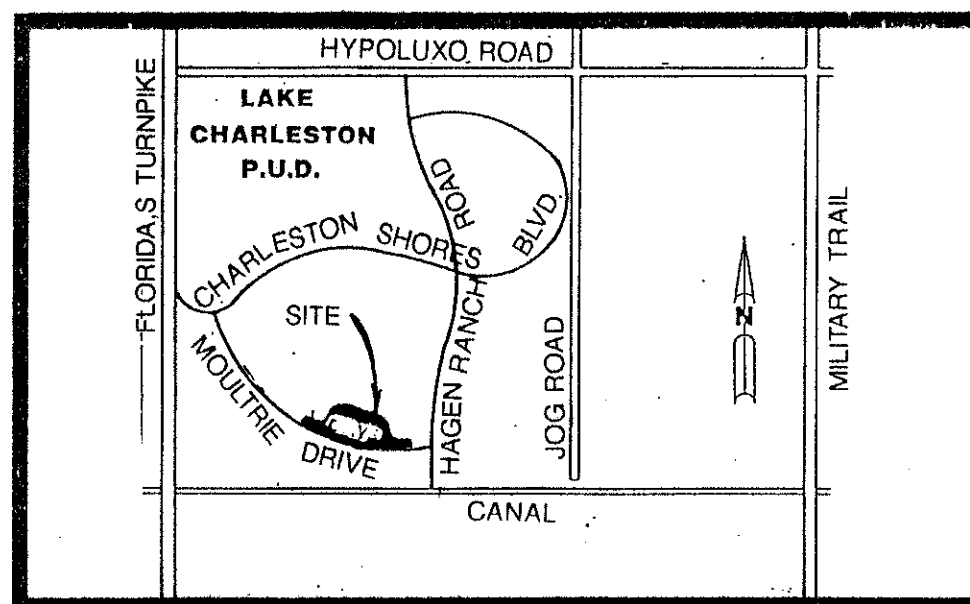 HYPOLUXO ROAD
LAKE
CHARLESTON
P.U.D.
FLORIDA,S TURNPIKE
CHARLESTON SHORES BLVD.
HAGEN RANCH ROAD
SITE
MOULTRIE DRIVE
JOG ROAD
N
MILITARY TRAIL
CANAL